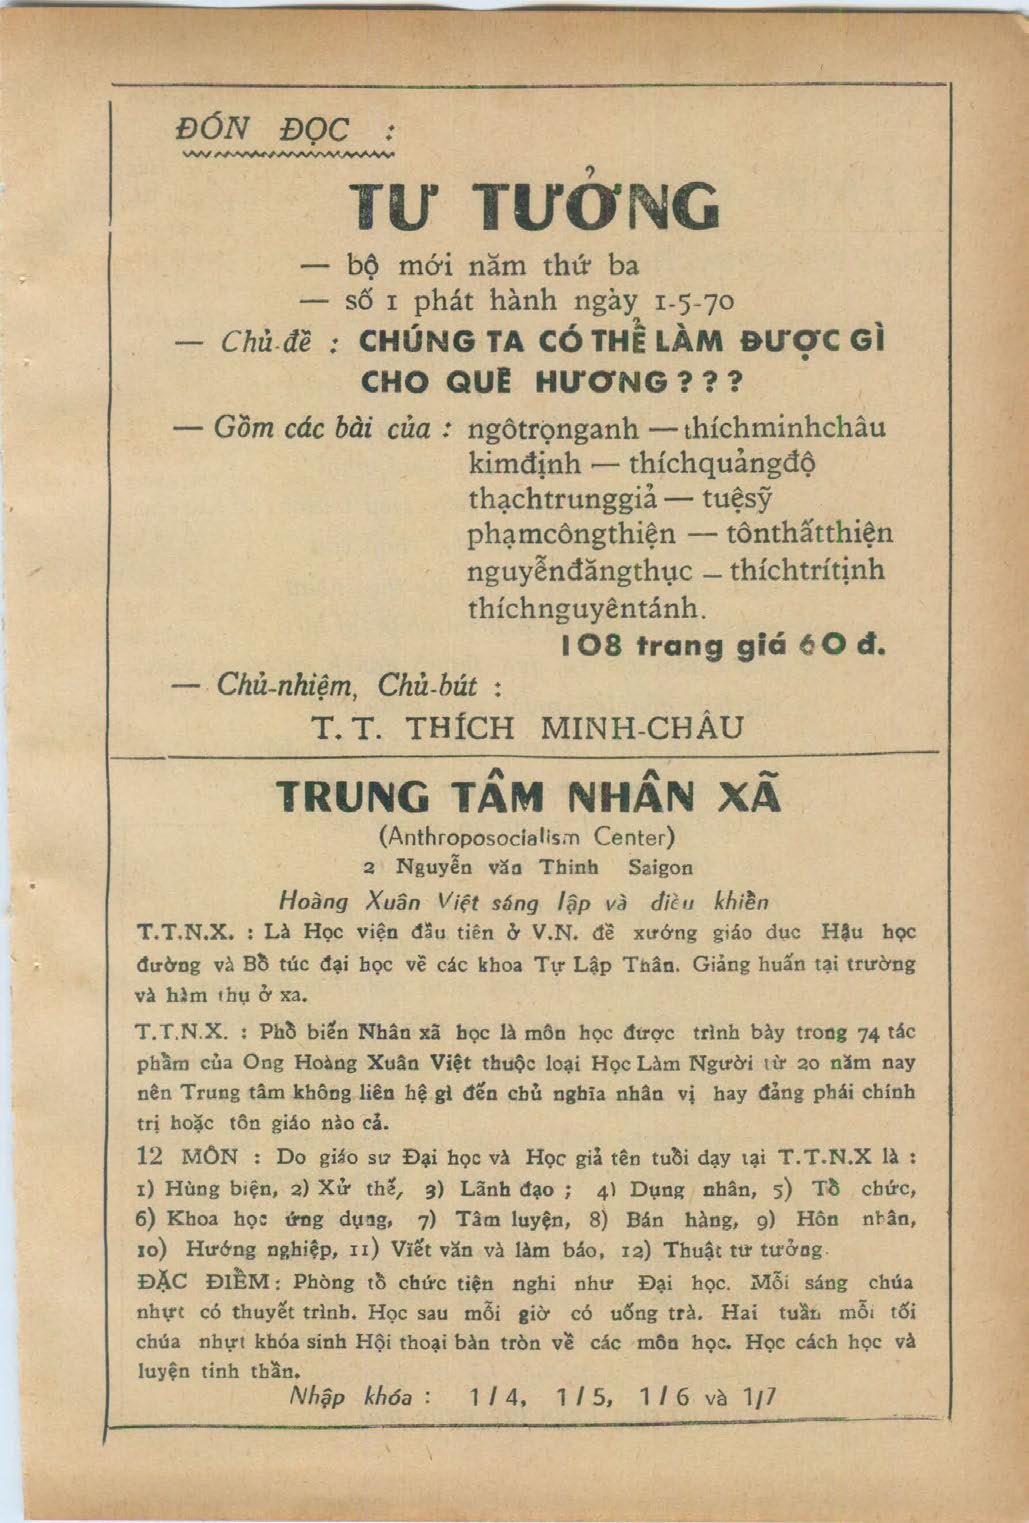 ĐÓN ĐỌC :
TƯ TƯỞNG
— bộ mới năm thứ ba
— số 1 phát hành ngày 1-5-70
— Chủ-đề : CHÚNG TA CÓ THỂ LÀM ĐƯỢC GÌ
CHO QUÊ HƯƠNG ? ? ?
— Gồm các bài của : ngôtrọnganh — thíchminhchâu
kimđịnh — thíchquảngđộ
thạchtrunggiả — tuệsỹ
phạmcôngthiện — tônthấtthiện
nguyễnđăngthục — thíchtrítịnh
thíchnguyêntánh.
108 trang giá 60 đ.
— Chủ-nhiệm, Chủ-bút :
T. T. THÍCH MINH-CHÂU
TRUNG TÂM NHÂN XÃ
(Anthroposocialism Center)
2 Nguyễn văn Thinh Saigon
Hoàng Xuân Việt sáng lập và điều khiển
T.T.N.X. : Là Học viện đầu tiên ở V.N. đề xướng giáo dục Hậu học
đường và Bổ túc đại học về các khoa Tự Lập Thân. Giảng huấn tại trường
và hàm thụ ở xa.
T.T.N.X. : Phổ biến Nhân xã học là môn học được trình bày trong 74 tác
phẩm của Ong Hoàng Xuân Việt thuộc loại Học Làm Người từ 20 năm nay
nên Trung tâm không liên hệ gì đến chủ nghĩa nhân vị hay đảng phái chính
trị hoặc tôn giáo nào cả.
12 MÔN : Do giáo sư Đại học và Học giả tên tuổi dạy tại T.T.N.X là :
1) Hùng biện, 2) Xử thế, 3) Lãnh đạo ; 4) Dụng nhân, 5) Tổ chức,
6) Khoa học ứng dụng, 7) Tâm luyện, 8) Bán hàng, 9) Hôn nhân,
10) Hướng nghiệp, 11) Viết văn và làm báo, 12) Thuật tư tưởng.
ĐẶC ĐIỂM : Phòng tổ chức tiện nghi như Đại học. Mỗi sáng chúa
nhựt có thuyết trình. Học sau mỗi giờ có uống trà. Hai tuần mỗi tối
chúa nhựt khóa sinh Hội thoại bàn tròn về các môn học. Học cách học và
luyện tinh thần.
Nhập khóa : 1/4, 1/5, 1/6 và 1/7